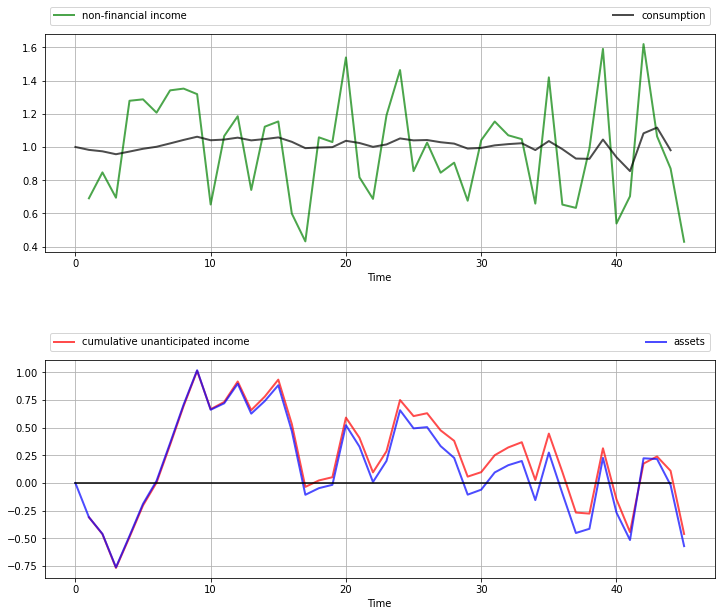 non-financial income consumption
1.6
1.4
1.2
1.0
0.8
0.6
0.4
0 10 20 30 40
Time
cumulative unanticipated income assets
1.00
0.75
0.50
0.25
0.00
−0.25
−0.50
−0.75
0 10 20 30 40
Time